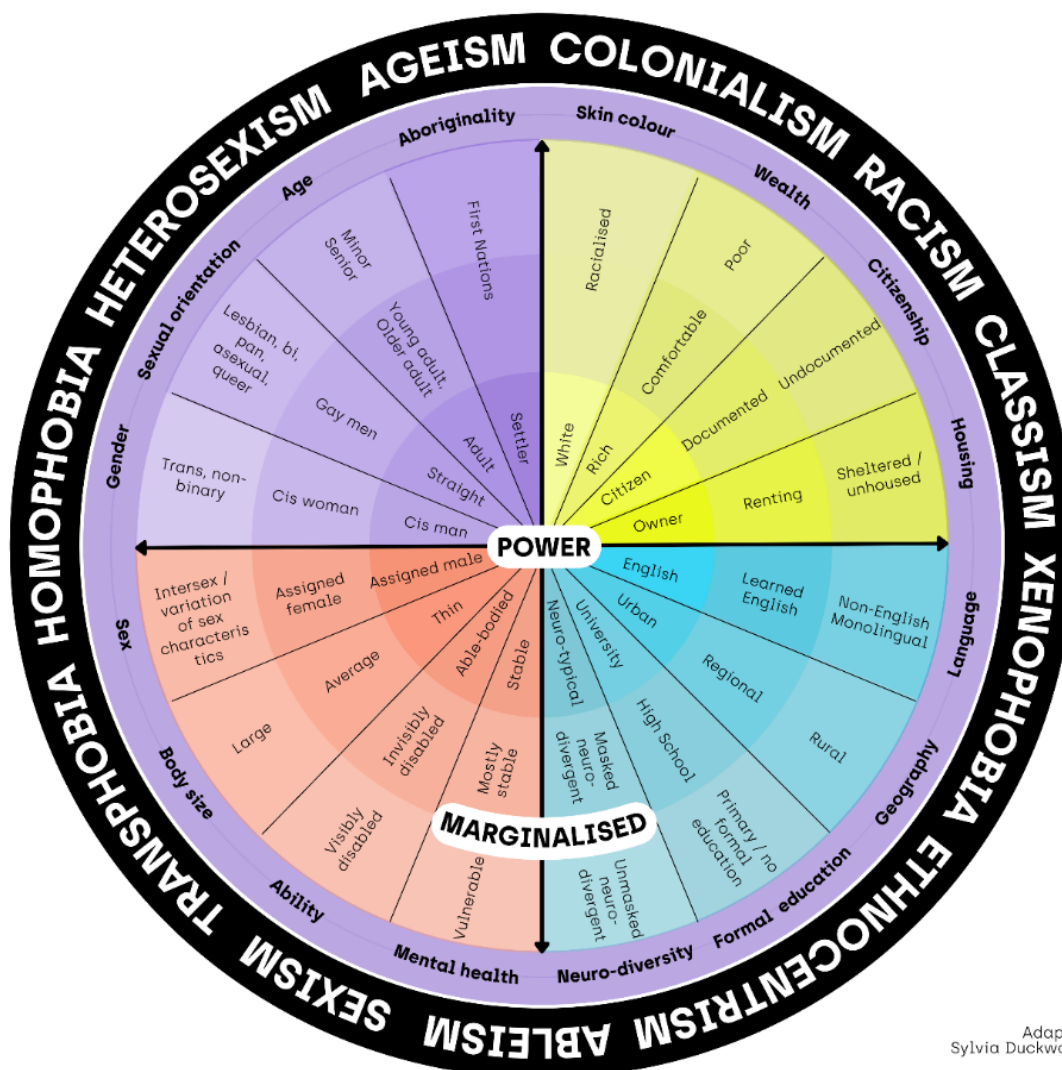 AGEISM COLONIALISM RACISM CLASSISM XENOPHOBIA ETHNOCENTRISM ABLEISM SEXISM TRANSPHOBIA HOMOPHOBIA HETEROSEXISM
Skin colour
Racialised
White
Wealth
Poor
Comfortable
Rich
Citizenship
Undocumented
Documented
Citizen
Housing
Sheltered /
unhoused
Renting
Owner
Language
Non-English
Monolingual
Learned
English
English
Geography
Rural
Regional
Urban
Formal education
Primary / no
formal
education
High School
University
Neuro-diversity
Unmasked
neuro-
divergent
Masked
neuro-
divergent
Neuro-typical
Mental health
Vulnerable
Mostly
stable
Stable
Ability
Visibly
disabled
Invisibly
disabled
Able-bodied
Body size
Large
Average
Thin
Sex
Intersex /
variation
of sex
characteris
tics
Assigned
female
Assigned male
Gender
Trans, non-
binary
Cis woman
Cis man
Sexual orientation
Lesbian, bi,
pan,
asexual,
queer
Gay men
Straight
Age
Minor
Senior
Young adult,
Older adult
Adult
Aboriginality
First Nations
Settler
POWER
MARGINALISED
Adap
Sylvia Duckwo